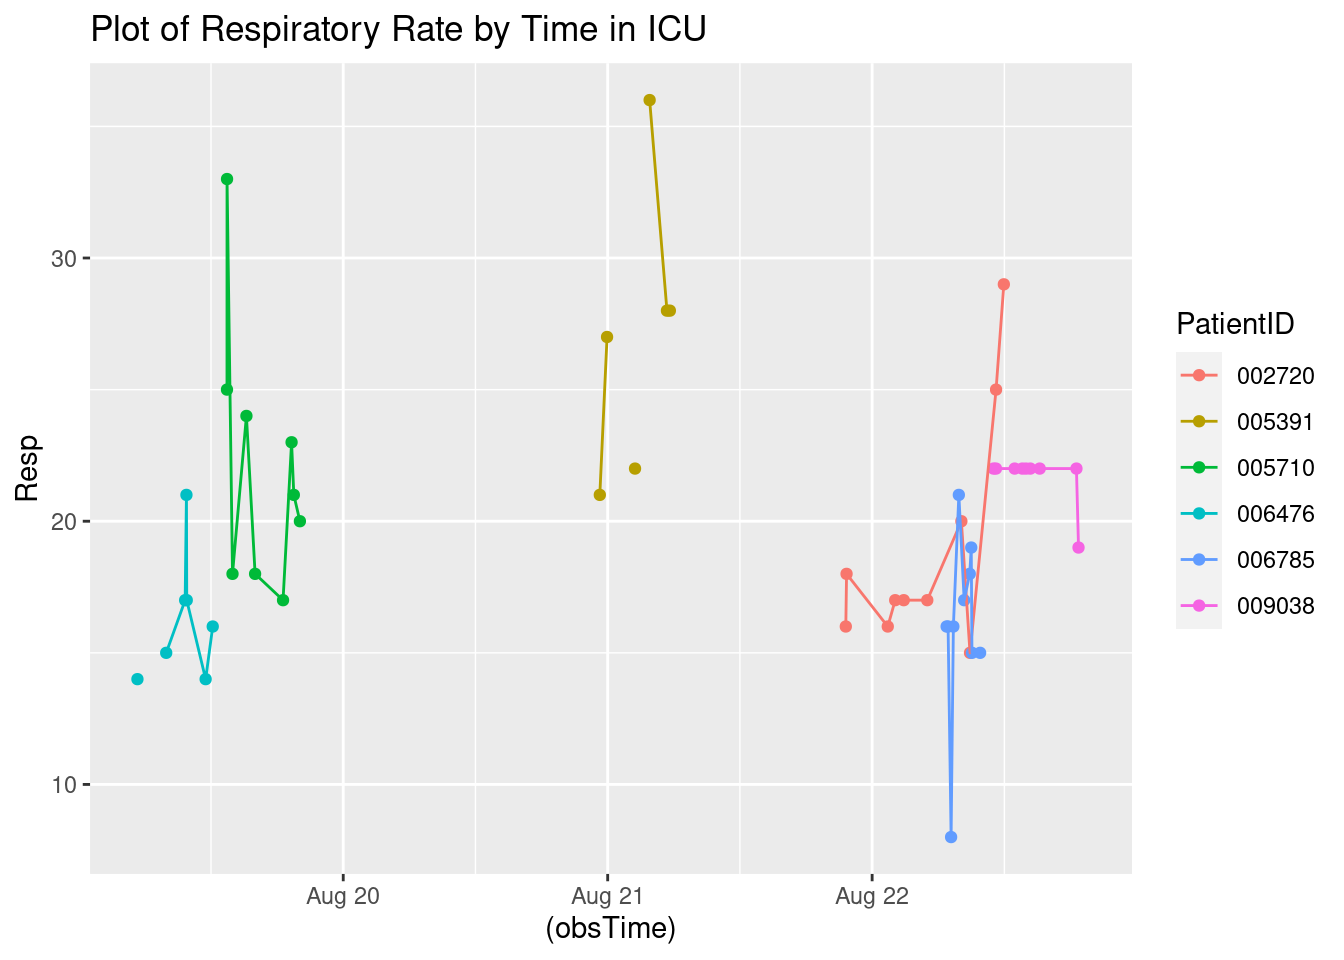 Plot of Respiratory Rate by Time in ICU
30
20
10
Resp
Aug 20
Aug 21
Aug 22
(obsTime)
PatientID
002720
005391
005710
006476
006785
009038